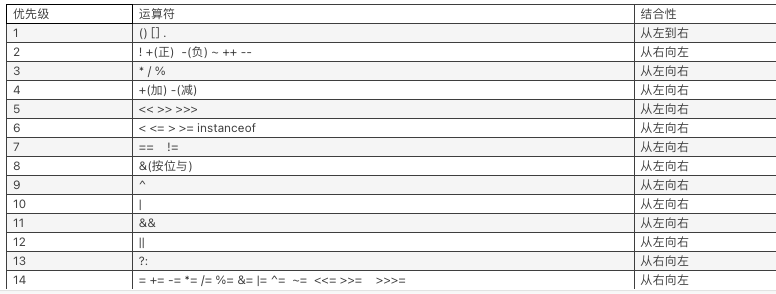 优先级 运算符 结合性
1 () [] . 从左到右
2 ! +(正) -(负) ~ ++ -- 从右向左
3 * / % 从左向右
4 +(加) -(减) 从左向右
5 << >> >>> 从左向右
6 < <= > >= instanceof 从左向右
7 == != 从左向右
8 &(按位与) 从左向右
9 ^ 从左向右
10 | 从左向右
11 && 从左向右
12 || 从左向右
13 ?: 从右向左
14 = += -= *= /= %= &= |= ^= ~= <<= >>= >>>= 从右向左